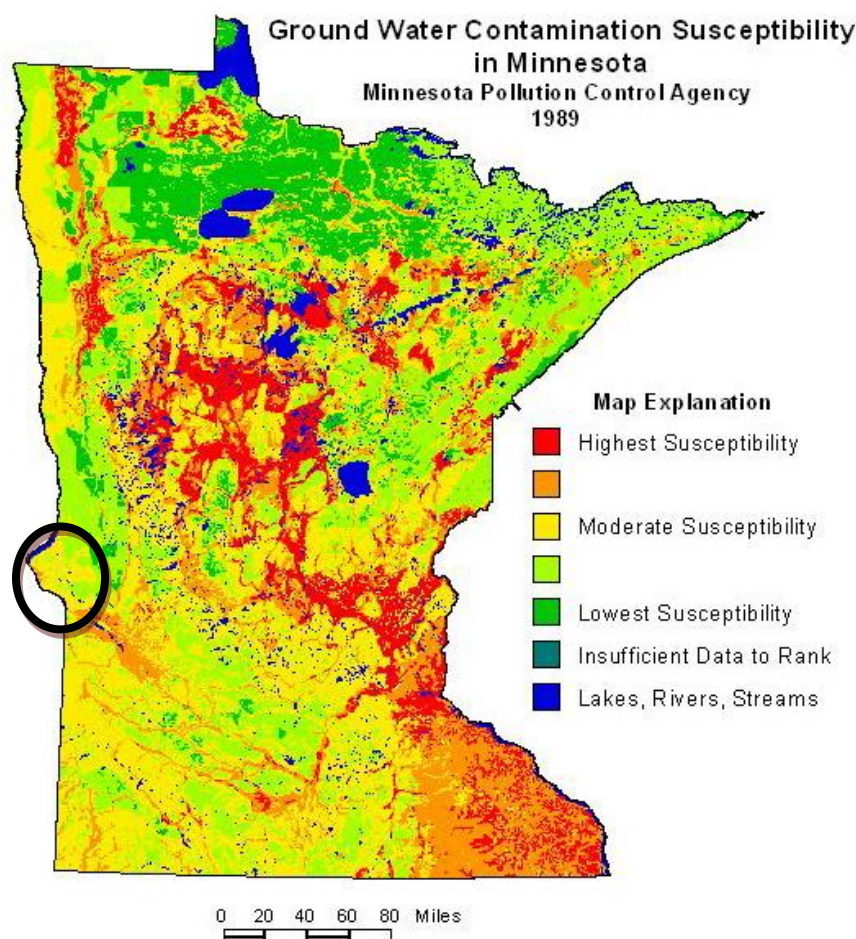 Ground Water Contamination Susceptibility
in Minnesota
Minnesota Pollution Control Agency
1989
Map Explanation
Highest Susceptibility
Moderate Susceptibility
Lowest Susceptibility
Insufficient Data to Rank
Lakes, Rivers, Streams
0 20 40 60 80 Miles